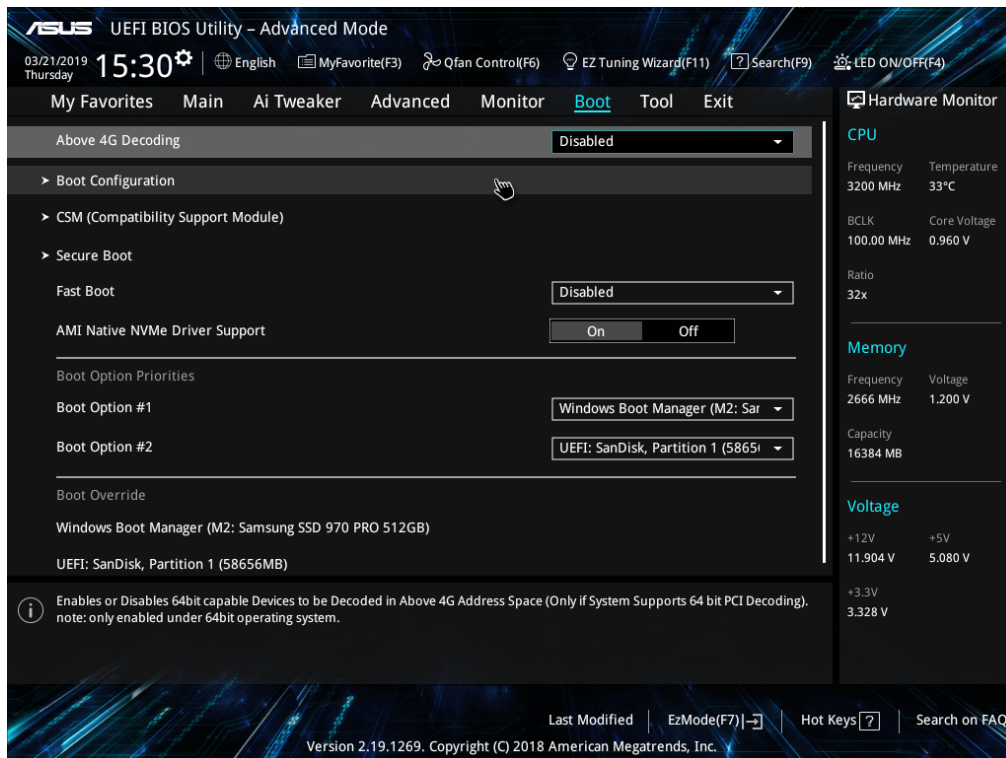 ASUS UEFI BIOS Utility – Advanced Mode
03/21/2019 Thursday 15:30 English MyFavorite(F3) Qfan Control(F6) EZ Tuning Wizard(F11) ? Search(F9) LED ON/OFF(F4)
My Favorites Main Ai Tweaker Advanced Monitor Boot Tool Exit
Above 4G Decoding Disabled
> Boot Configuration
> CSM (Compatibility Support Module)
> Secure Boot
Fast Boot Disabled
AMI Native NVMe Driver Support On Off
Boot Option Priorities
Boot Option #1 Windows Boot Manager (M2: Sar
Boot Option #2 UEFI: SanDisk, Partition 1 (5865
Boot Override
Windows Boot Manager (M2: Samsung SSD 970 PRO 512GB)
UEFI: SanDisk, Partition 1 (58656MB)
i Enables or Disables 64bit capable Devices to be Decoded in Above 4G Address Space (Only if System Supports 64 bit PCI Decoding).
note: only enabled under 64bit operating system.
Hardware Monitor
CPU
Frequency Temperature
3200 MHz 33°C
BCLK Core Voltage
100.00 MHz 0.960 V
Ratio
32x
Memory
Frequency Voltage
2666 MHz 1.200 V
Capacity
16384 MB
Voltage
+12V +5V
11.904 V 5.080 V
+3.3V
3.328 V
Last Modified EzMode(F7) Hot Keys ? Search on FAQ
Version 2.19.1269. Copyright (C) 2018 American Megatrends, Inc.